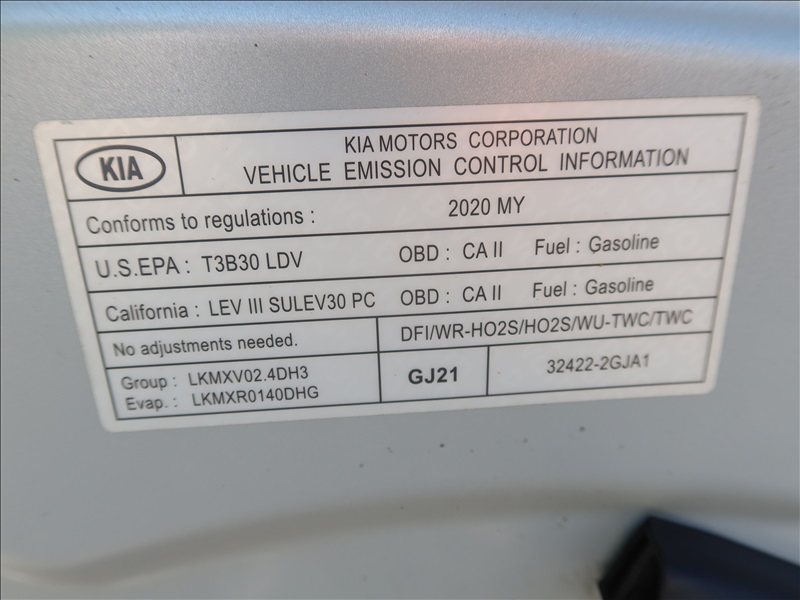 KIA
KIA MOTORS CORPORATION
VEHICLE EMISSION CONTROL INFORMATION
Conforms to regulations : 2020 MY
U.S.EPA : T3B30 LDV OBD : CA II Fuel : Gasoline
California : LEV III SULEV30 PC OBD : CA II Fuel : Gasoline
No adjustments needed. DFI/WR-HO2S/HO2S/WU-TWC/TWC
Group : LKMXV02.4DH3
Evap. : LKMXR0140DHG
GJ21
32422-2GJA1